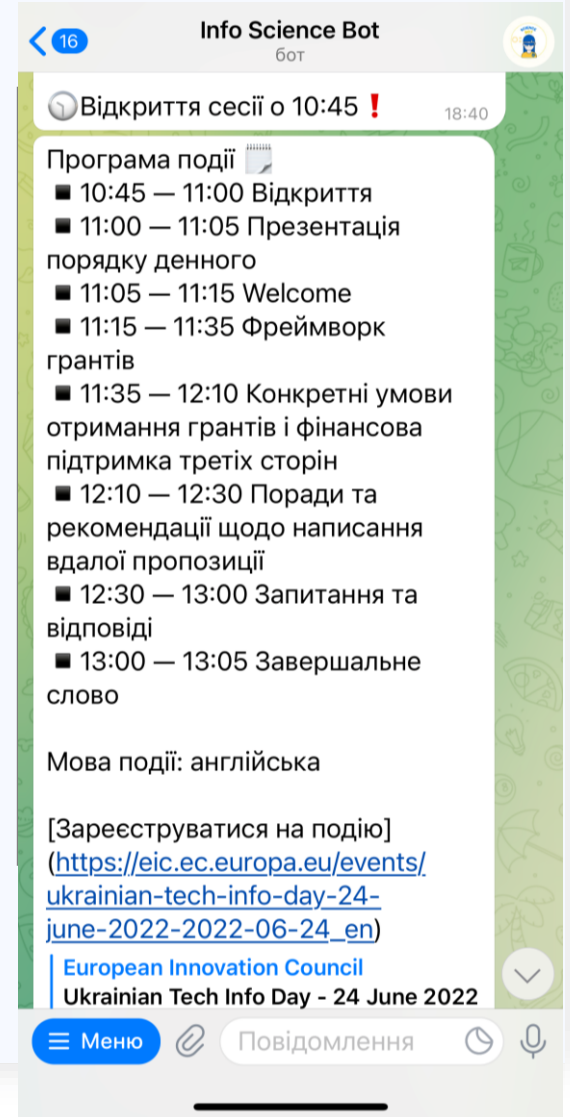 16
Info Science Bot
бот
🕥Відкриття сесії о 10:45❗
18:40
Програма події 🗒
▪️ 10:45 — 11:00 Відкриття
▪️ 11:00 — 11:05 Презентація
порядку денного
▪️ 11:05 — 11:15 Welcome
▪️ 11:15 — 11:35 Фреймворк
грантів
▪️ 11:35 — 12:10 Конкретні умови
отримання грантів і фінансова
підтримка третіх сторін
▪️ 12:10 — 12:30 Поради та
рекомендації щодо написання
вдалої пропозиції
▪️ 12:30 — 13:00 Запитання та
відповіді
▪️ 13:00 — 13:05 Завершальне
слово
Мова події: англійська
[Зареєструватися на подію]
(https://eic.ec.europa.eu/events/
ukrainian-tech-info-day-24-
june-2022-2022-06-24_en)
European Innovation Council
Ukrainian Tech Info Day - 24 June 2022
Меню
Повідомлення